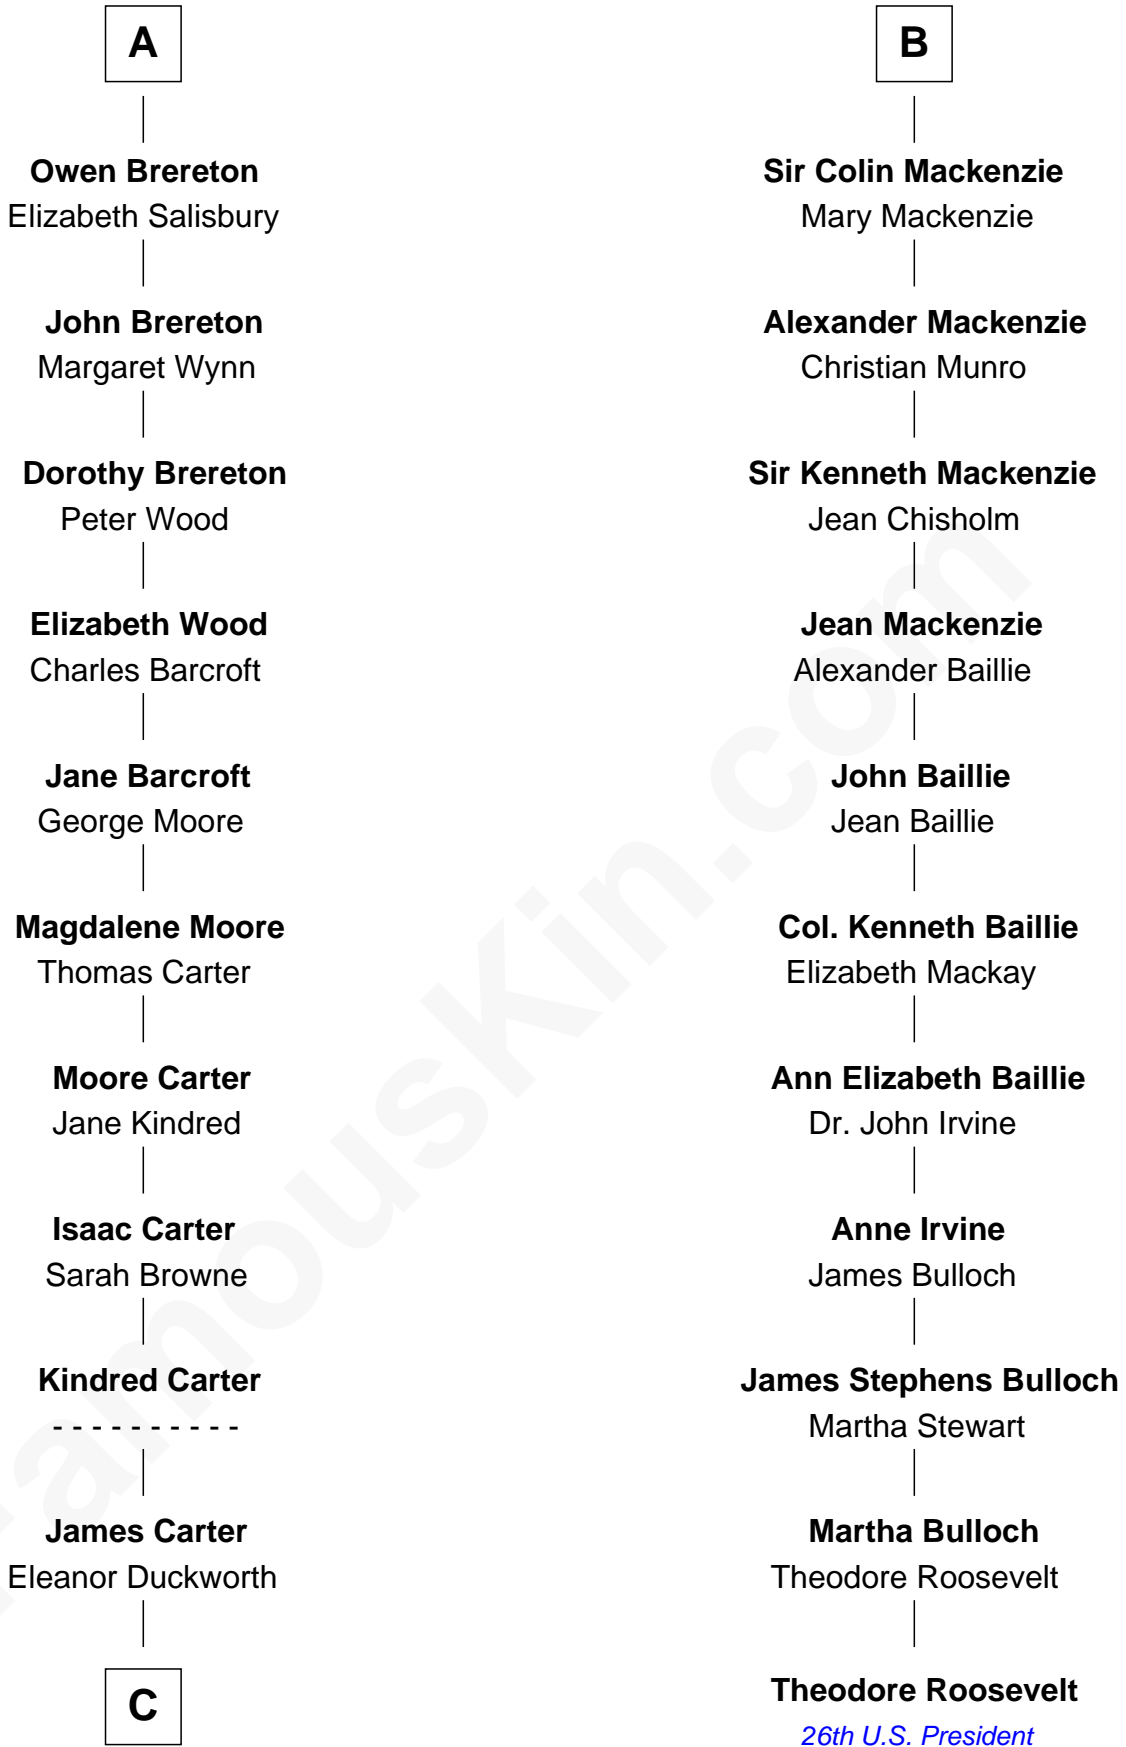 A
Owen Brereton
Elizabeth Salisbury
John Brereton
Margaret Wynn
Dorothy Brereton
Peter Wood
Elizabeth Wood
Charles Barcroft
Jane Barcroft
George Moore
Magdalene Moore
Thomas Carter
Moore Carter
Jane Kindred
Isaac Carter
Sarah Browne
Kindred Carter
- - - - - - - - - -
James Carter
Eleanor Duckworth
C
B
Sir Colin Mackenzie
Mary Mackenzie
Alexander Mackenzie
Christian Munro
Sir Kenneth Mackenzie
Jean Chisholm
Jean Mackenzie
Alexander Baillie
John Baillie
Jean Baillie
Col. Kenneth Baillie
Elizabeth Mackay
Ann Elizabeth Baillie
Dr. John Irvine
Anne Irvine
James Bulloch
James Stephens Bulloch
Martha Stewart
Martha Bulloch
Theodore Roosevelt
Theodore Roosevelt
26th U.S. President
FamousKin.com